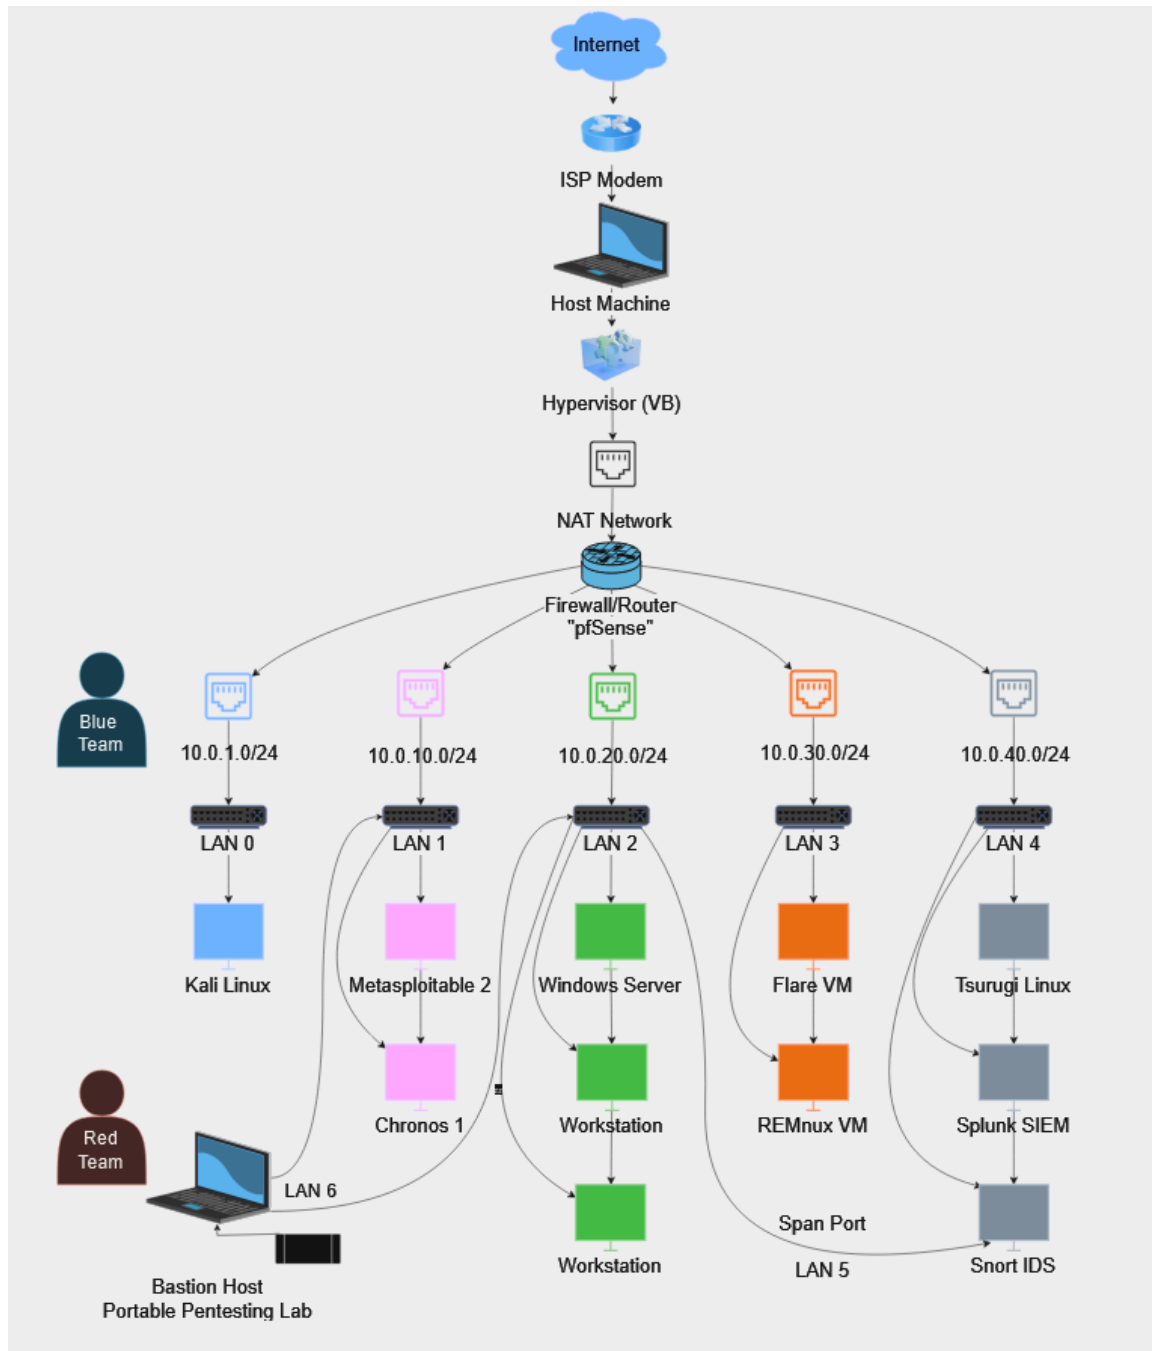 Internet
ISP Modem
Host Machine
Hypervisor (VB)
NAT Network
Firewall/Router
"pfSense"
Blue
Team
10.0.1.0/24
10.0.10.0/24
10.0.20.0/24
10.0.30.0/24
10.0.40.0/24
LAN 0
LAN 1
LAN 2
LAN 3
LAN 4
Kali Linux
Metasploitable 2
Windows Server
Flare VM
Tsurugi Linux
Chronos 1
Workstation
REMnux VM
Splunk SIEM
Red
Team
LAN 6
Span Port
LAN 5
Workstation
Snort IDS
Bastion Host
Portable Pentesting Lab